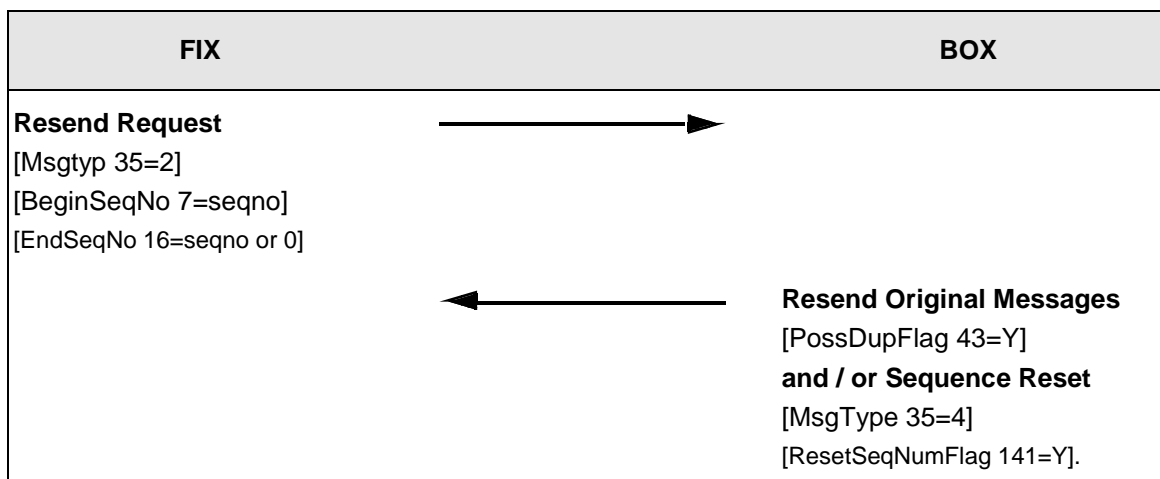 FIX
BOX
Resend Request
[Msgtyp 35=2]
[BeginSeqNo 7=seqno]
[EndSeqNo 16=seqno or 0]
Resend Original Messages
[PossDupFlag 43=Y]
and / or Sequence Reset
[MsgType 35=4]
[ResetSeqNumFlag 141=Y].